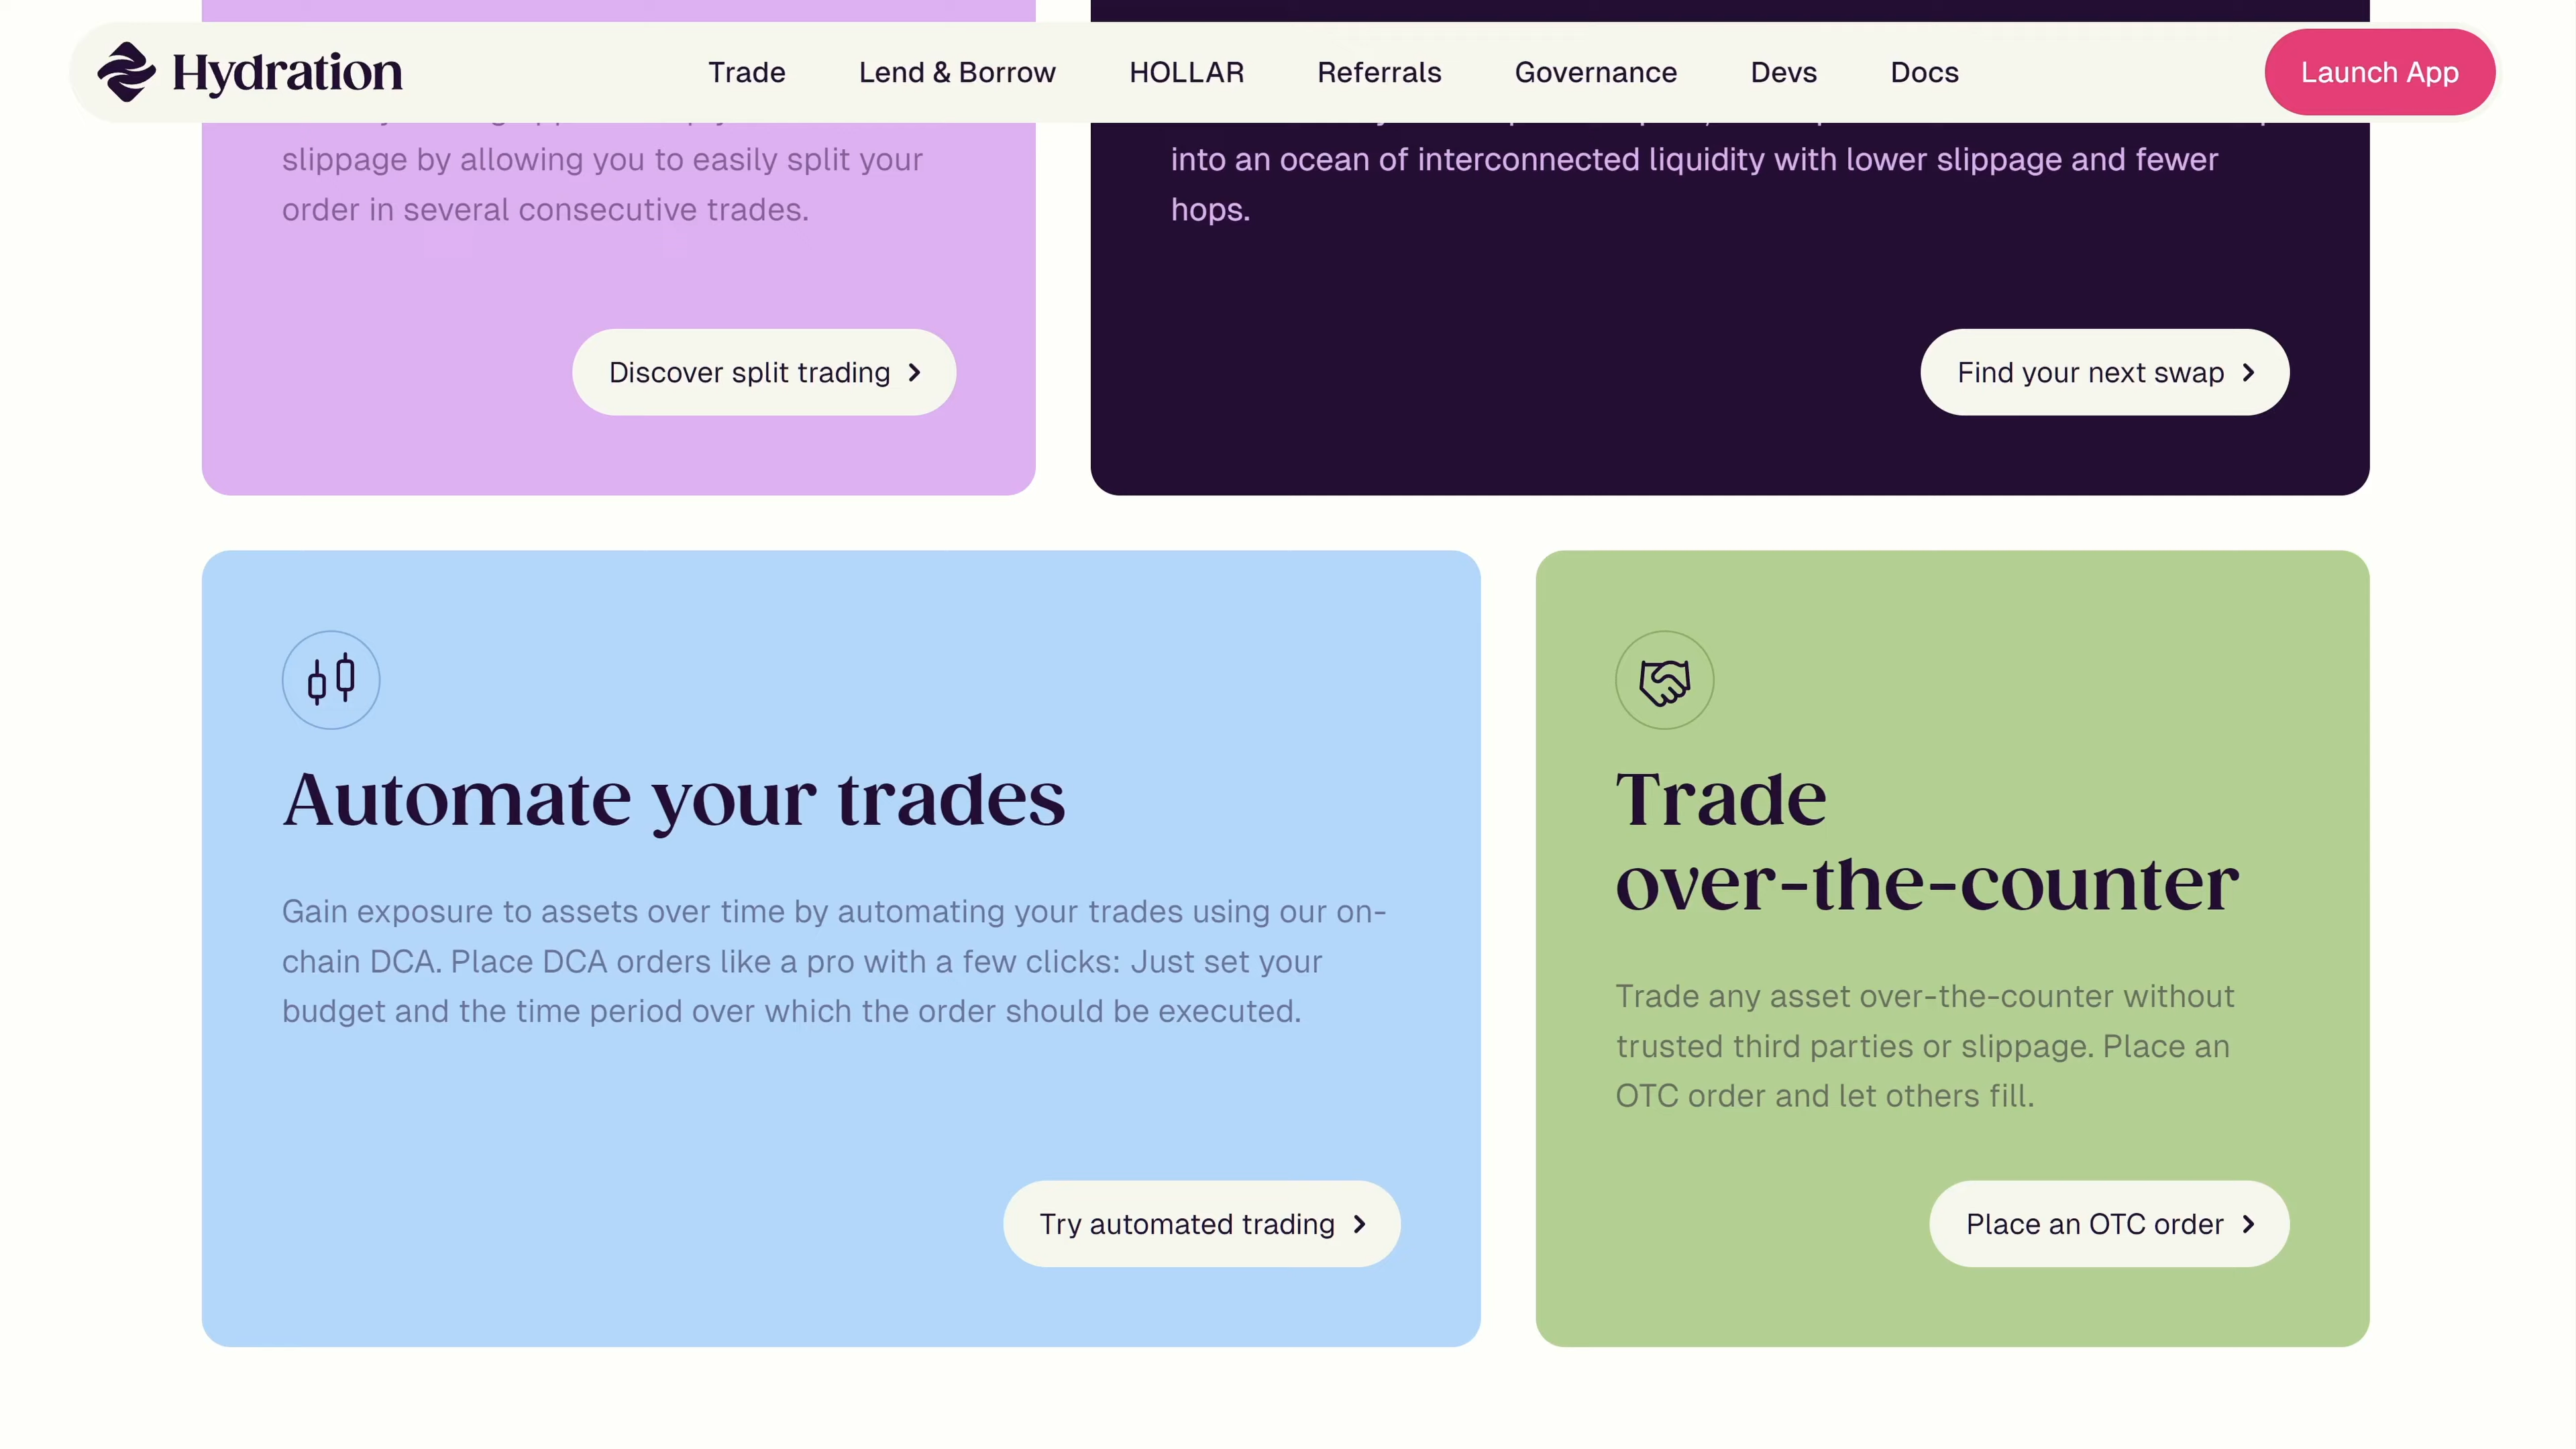 Hydration
Trade
Lend & Borrow
HOLLAR
Referrals
Governance
Devs
Docs
Launch App
slippage by allowing you to easily split your
order in several consecutive trades.
Discover split trading
into an ocean of interconnected liquidity with lower slippage and fewer
hops.
Find your next swap
Automate your trades
Gain exposure to assets over time by automating your trades using our on-
chain DCA. Place DCA orders like a pro with a few clicks: Just set your
budget and the time period over which the order should be executed.
Try automated trading
Trade
over-the-counter
Trade any asset over-the-counter without
trusted third parties or slippage. Place an
OTC order and let others fill.
Place an OTC order